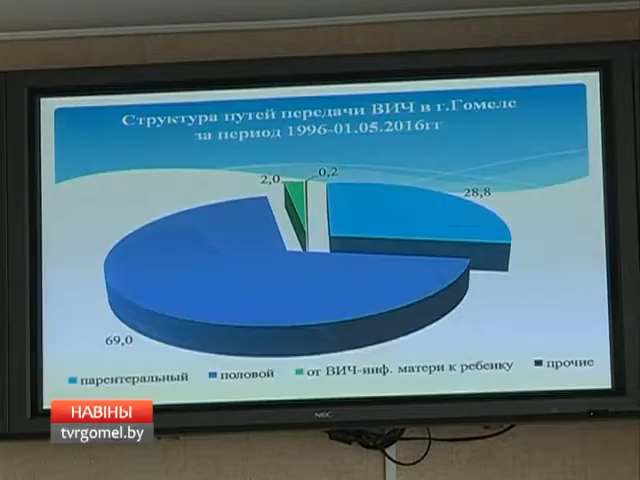 Структура путей передачи ВИЧ в г.Гомеле
за период 1996-01.05.2016гг
2,0
0,2
28,8
69,0
парентеральный
половой
от ВИЧ-инф. матери к ребенку
прочие
NEC
НАВІНЫ
tvrgomel.by